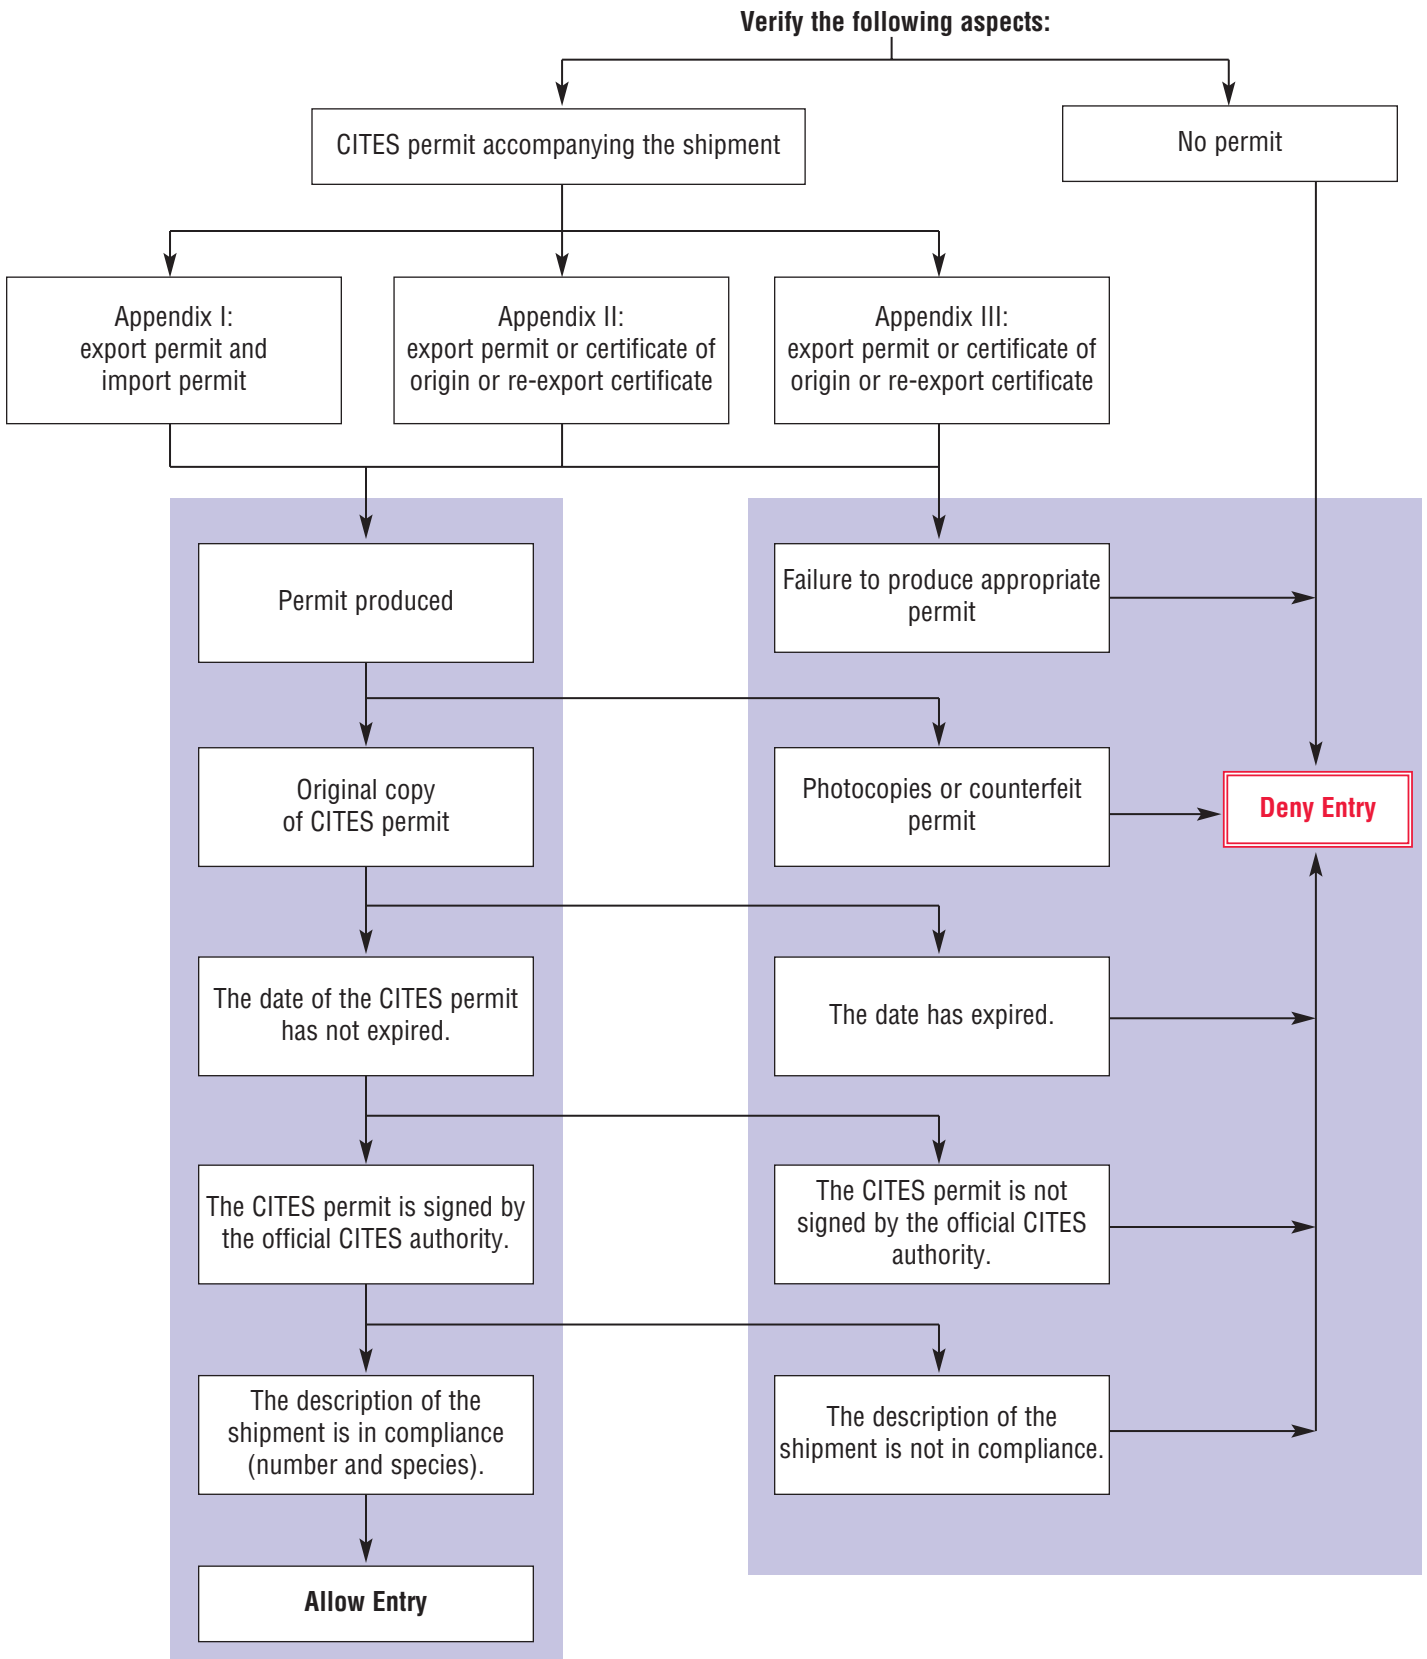 Verify the following aspects:
CITES permit accompanying the shipment
No permit
Appendix I:
export permit and
import permit
Appendix II:
export permit or certificate of
origin or re-export certificate
Appendix III:
export permit or certificate of
origin or re-export certificate
Permit produced
Failure to produce appropriate
permit
Original copy
of CITES permit
Photocopies or counterfeit
permit
Deny Entry
The date of the CITES permit
has not expired.
The date has expired.
The CITES permit is signed by
the official CITES authority.
The CITES permit is not
signed by the official CITES
authority.
The description of the
shipment is in compliance
(number and species).
The description of the
shipment is not in compliance.
Allow Entry